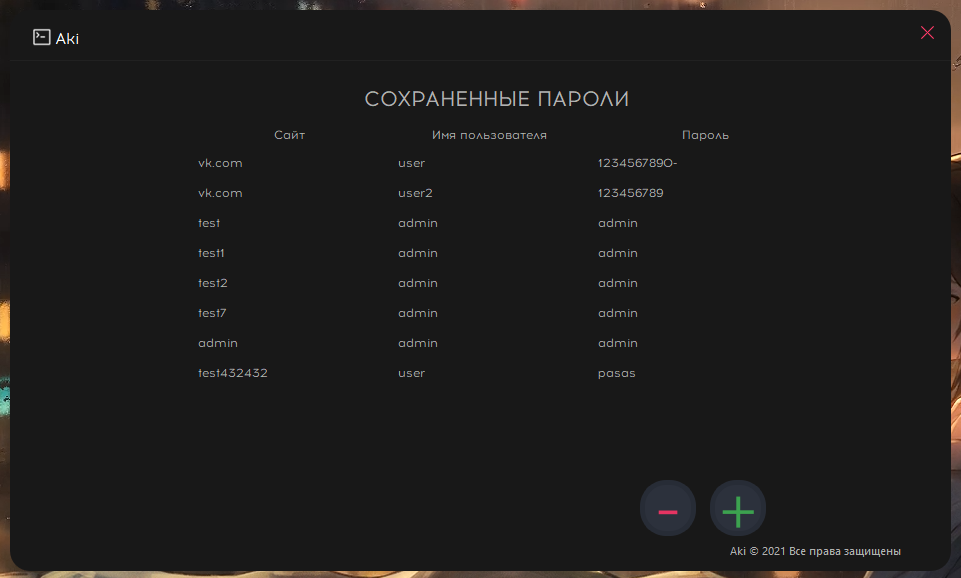 Aki
СОХРАНЕННЫЕ ПАРОЛИ
Сайт Имя пользователя Пароль
vk.com user 1234567890-
vk.com user2 123456789
test admin admin
test1 admin admin
test2 admin admin
test7 admin admin
admin admin admin
test432432 user pasas
Aki © 2021 Все права защищены